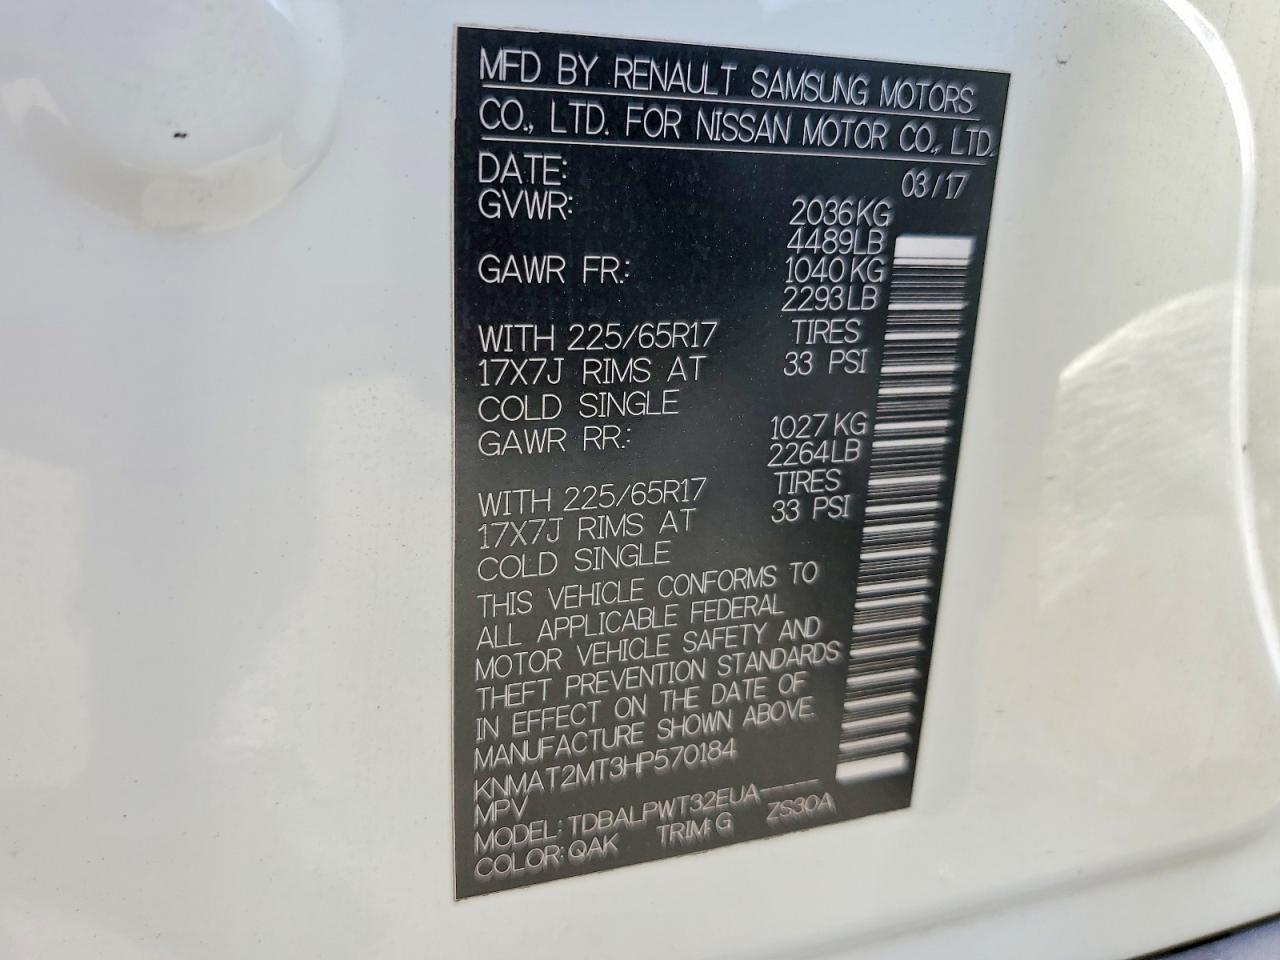 MFD BY RENAULT SAMSUNG MOTORS
CO., LTD. FOR NISSAN MOTOR CO., LTD.
DATE: 03/17
GVWR: 2036KG
4489LB
GAWR FR.: 1040KG
2293LB
WITH 225/65R17 TIRES
17X7J RIMS AT 33 PSI
COLD SINGLE
GAWR RR.: 1027KG
2264LB
WITH 225/65R17 TIRES
17X7J RIMS AT 33 PSI
COLD SINGLE
THIS VEHICLE CONFORMS TO
ALL APPLICABLE FEDERAL
MOTOR VEHICLE SAFETY AND
THEFT PREVENTION STANDARDS
IN EFFECT ON THE DATE OF
MANUFACTURE SHOWN ABOVE.
KNMAT2MT3HP570184
MPV
MODEL: TDBALPWT32EUA-----
COLOR: QAK TRIM: G ZS30A